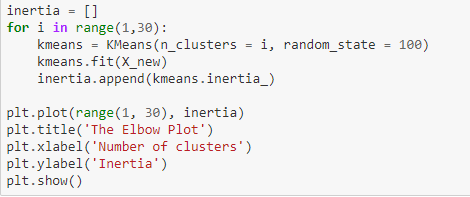 inertia = []
for i in range(1,30):
    kmeans = KMeans(n_clusters = i, random_state = 100)
    kmeans.fit(X_new)
    inertia.append(kmeans.inertia_)

plt.plot(range(1, 30), inertia)
plt.title('The Elbow Plot')
plt.xlabel('Number of clusters')
plt.ylabel('Inertia')
plt.show()